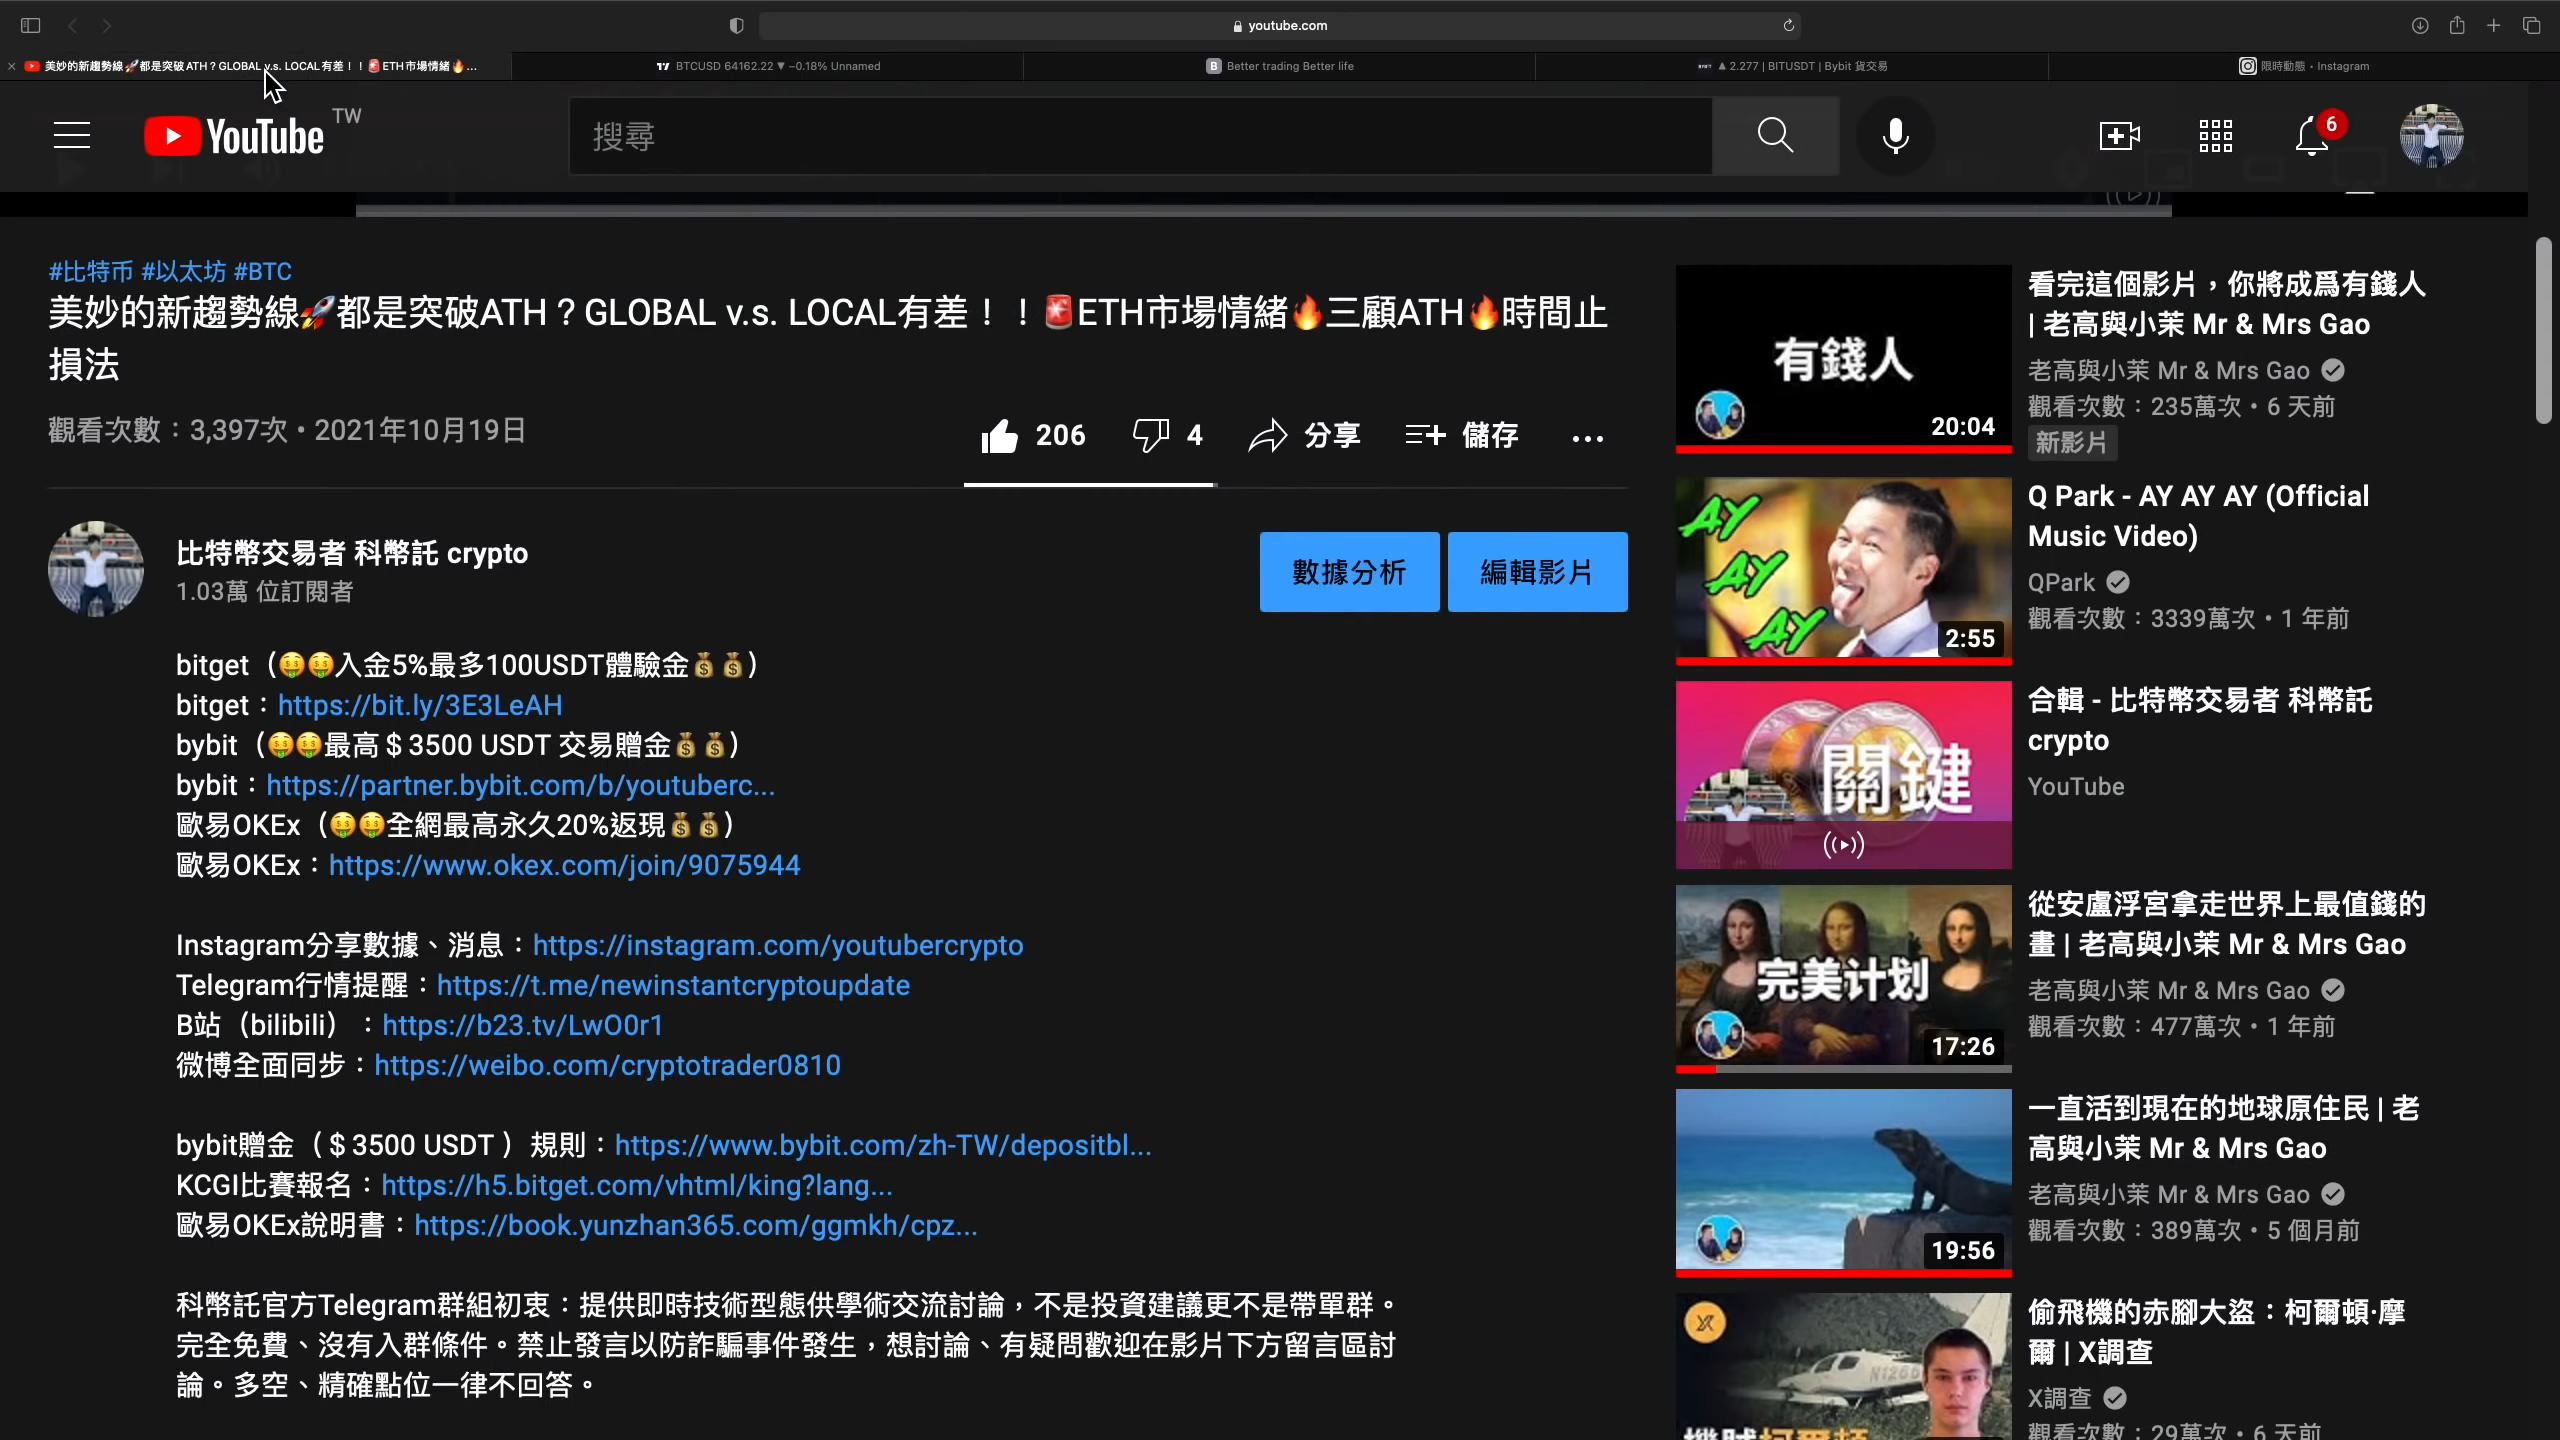 youtube.com
美妙的新趨勢線🚀都是突破ATH？GLOBAL v.s. LOCAL有差！！🚨ETH市場情緒🔥...
BTCUSD 64162.22 ▼ −0.18% Unnamed
Better trading Better life
▲ 2.277 | BITUSDT | Bybit 貨交易
限時動態 • Instagram
YouTube TW
搜尋
6
#比特币 #以太坊 #BTC
美妙的新趨勢線🚀都是突破ATH？GLOBAL v.s. LOCAL有差！！🚨ETH市場情緒🔥三顧ATH🔥時間止
損法
觀看次數：3,397次 • 2021年10月19日
206 4 分享 儲存 ...
比特幣交易者 科幣託 crypto
1.03萬 位訂閱者
數據分析 編輯影片
bitget（🤑🤑入金5%最多100USDT體驗金💰💰）
bitget：https://bit.ly/3E3LeAH
bybit（🤑🤑最高＄3500 USDT 交易贈金💰💰）
bybit：https://partner.bybit.com/b/youtuberc...
歐易OKEx（🤑🤑全網最高永久20%返現💰💰）
歐易OKEx：https://www.okex.com/join/9075944
Instagram分享數據、消息：https://instagram.com/youtubercrypto
Telegram行情提醒：https://t.me/newinstantcryptoupdate
B站（bilibili）：https://b23.tv/LwO0r1
微博全面同步：https://weibo.com/cryptotrader0810
bybit贈金（＄3500 USDT）規則：https://www.bybit.com/zh-TW/depositbl...
KCGI比賽報名：https://h5.bitget.com/vhtml/king?lang...
歐易OKEx說明書：https://book.yunzhan365.com/ggmkh/cpz...
科幣託官方Telegram群組初衷：提供即時技術型態供學術交流討論，不是投資建議更不是帶單群。
完全免費、沒有入群條件。禁止發言以防詐騙事件發生，想討論、有疑問歡迎在影片下方留言區討
論。多空、精確點位一律不回答。
有錢人
20:04
看完這個影片，你將成爲有錢人
| 老高與小茉 Mr & Mrs Gao
老高與小茉 Mr & Mrs Gao
觀看次數：235萬次 • 6 天前
新影片
AY
AY
AY
2:55
Q Park - AY AY AY (Official
Music Video)
QPark
觀看次數：3339萬次 • 1 年前
關鍵
合輯 - 比特幣交易者 科幣託
crypto
YouTube
完美计划
17:26
從安盧浮宮拿走世界上最值錢的
畫 | 老高與小茉 Mr & Mrs Gao
老高與小茉 Mr & Mrs Gao
觀看次數：477萬次 • 1 年前
19:56
一直活到現在的地球原住民 | 老
高與小茉 Mr & Mrs Gao
老高與小茉 Mr & Mrs Gao
觀看次數：389萬次 • 5 個月前
偷飛機的赤腳大盜：柯爾頓·摩
爾 | X調查
X調查
觀看次數：29萬次 • 6 天前